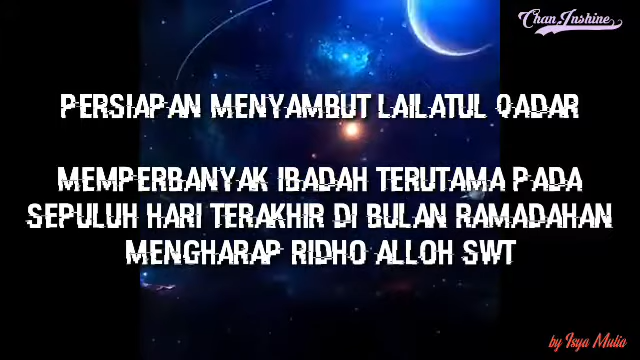 Chan Inshine
PERSIAPAN MENYAMBUT LAILATUL QADAR
MEMPERBANYAK IBADAH TERUTAMA PADA
SEPULUH HARI TERAKHIR DI BULAN RAMADAHAN
MENGHARAP RIDHO ALLOH SWT
by Isya Mulia